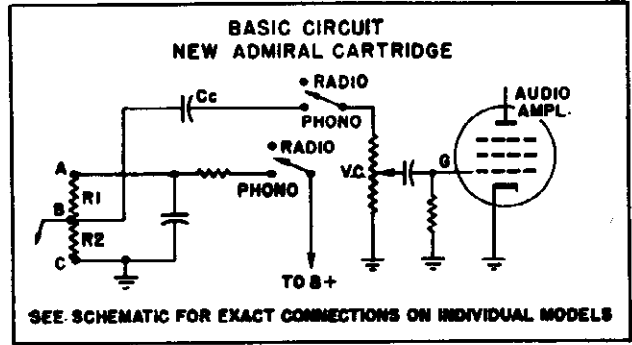 BASIC CIRCUIT
NEW ADMIRAL CARTRIDGE
Cc
RADIO
PHONO
AUDIO
AMPL.
RADIO
A
PHONO
V.C.
G
R1
B
R2
C
TO B+
SEE SCHEMATIC FOR EXACT CONNECTIONS ON INDIVIDUAL MODELS